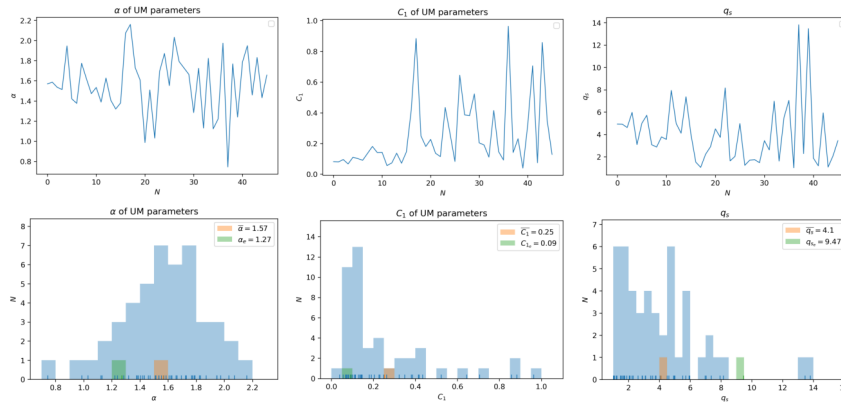 α of UM parameters
2.2
2.0
1.8
1.6
1.4
1.2
1.0
0.8
α
0 10 20 30 40
N
C₁ of UM parameters
1.0
0.8
0.6
0.4
0.2
0.0
C₁
0 10 20 30 40
N
qₛ
14
12
10
8
6
4
2
qₛ
0 10 20 30 40
N
α of UM parameters
ᾱ = 1.57
αₑ = 1.27
8
7
6
5
4
3
2
1
0
N
0.8 1.0 1.2 1.4 1.6 1.8 2.0 2.2
α
C₁ of UM parameters
C̅₁ = 0.25
C₁ₑ = 0.09
14
12
10
8
6
4
2
0
N
0.0 0.2 0.4 0.6 0.8 1.0
C₁
qₛ
q̅ₛ = 4.1
qₛₑ = 9.47
7
6
5
4
3
2
1
0
N
2 4 6 8 10 12 14
qₛ